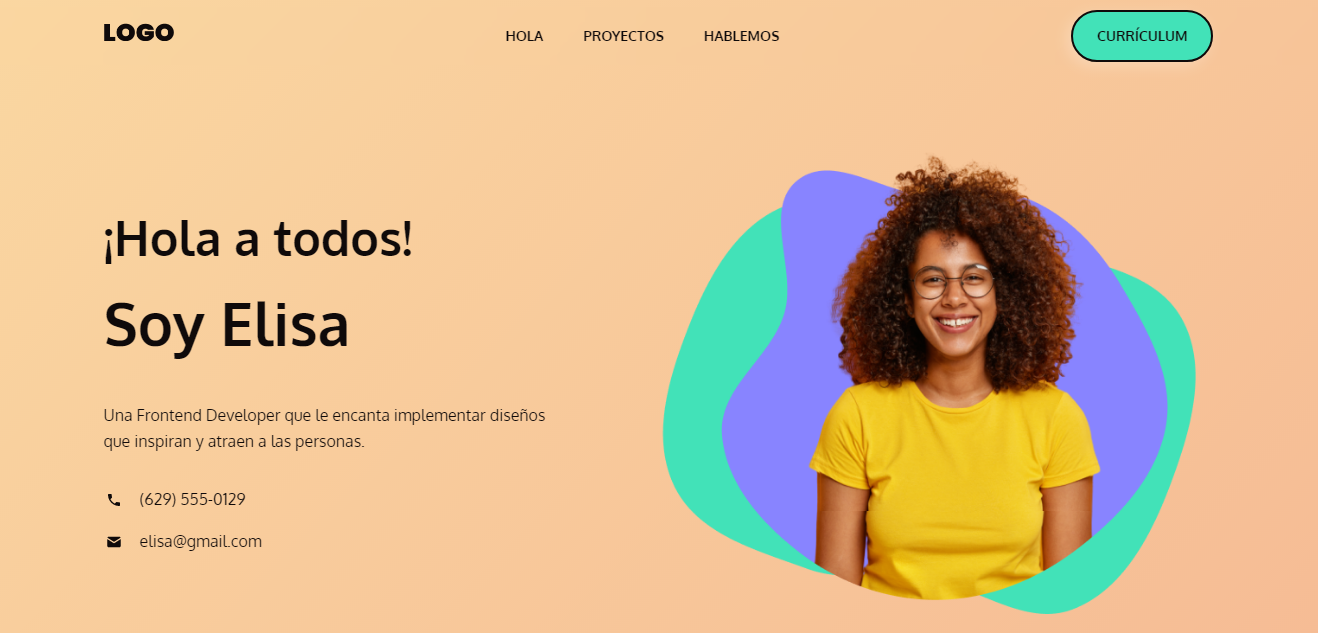 LOGO
HOLA
PROYECTOS
HABLEMOS
CURRÍCULUM
¡Hola a todos!
Soy Elisa
Una Frontend Developer que le encanta implementar diseños
que inspiran y atraen a las personas.
(629) 555-0129
elisa@gmail.com